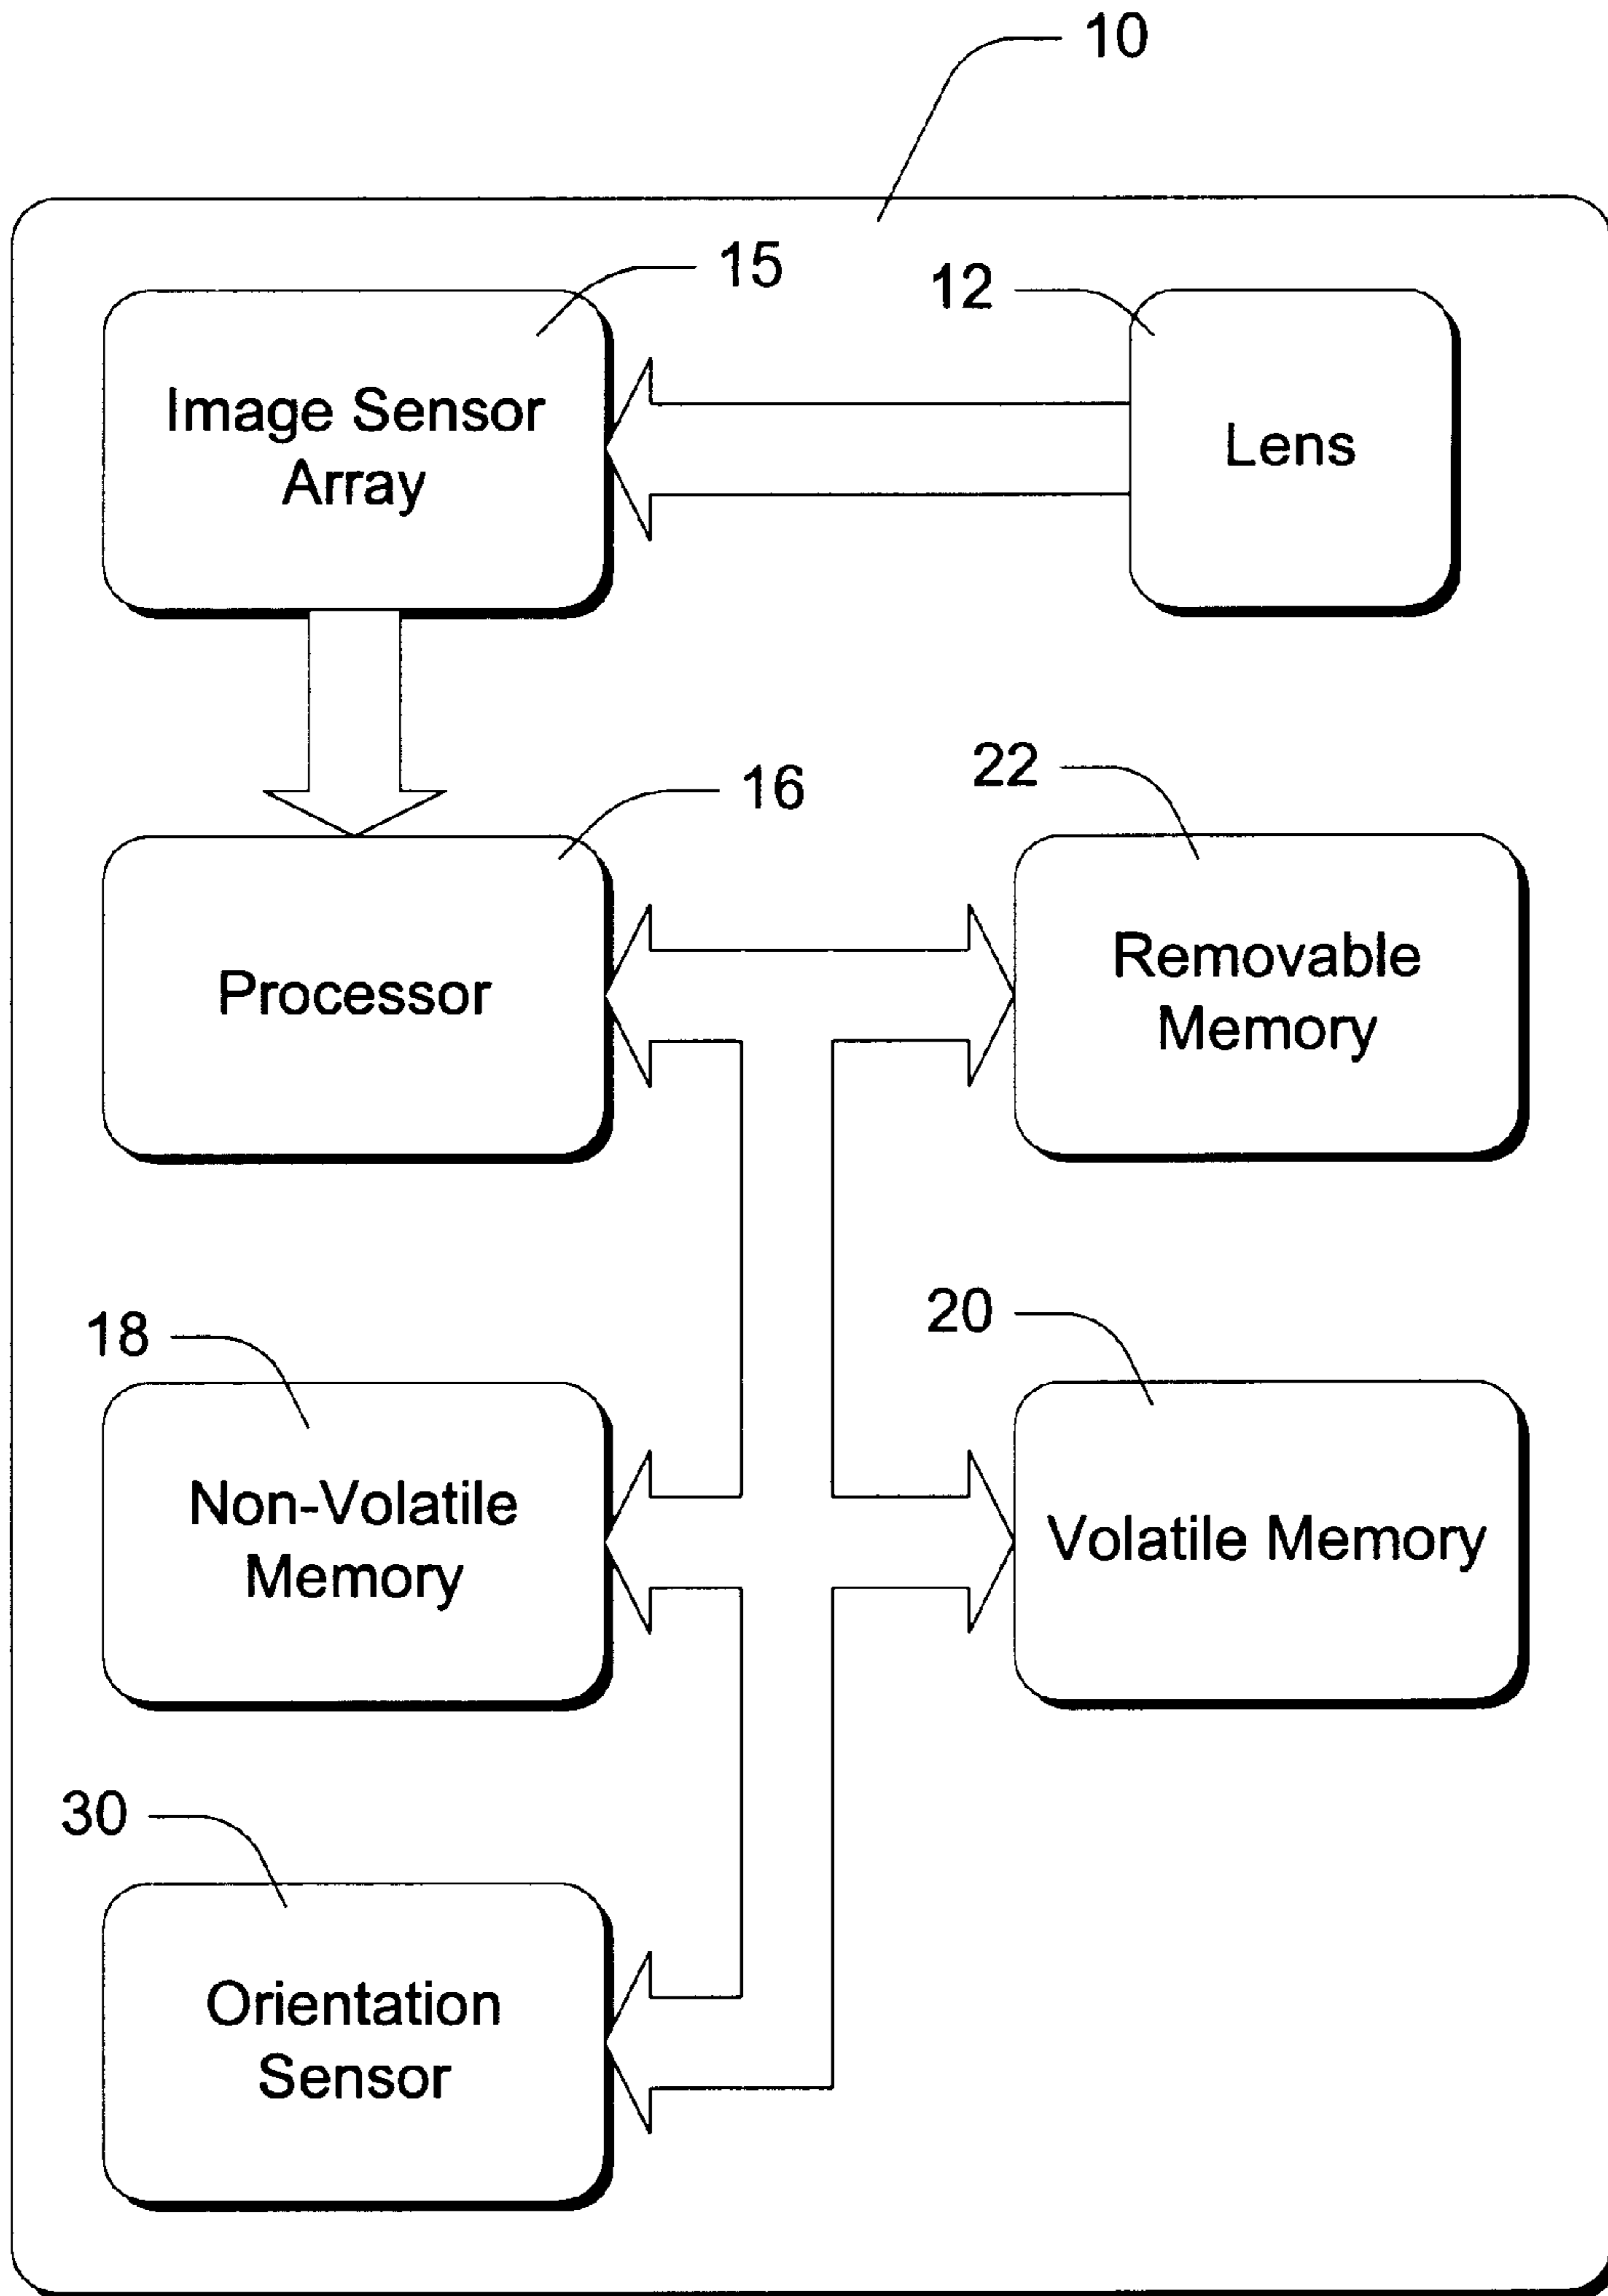 10
15
12
Image Sensor
Array
Lens
16
22
Processor
Removable
Memory
18
20
Non-Volatile
Memory
Volatile Memory
30
Orientation
Sensor